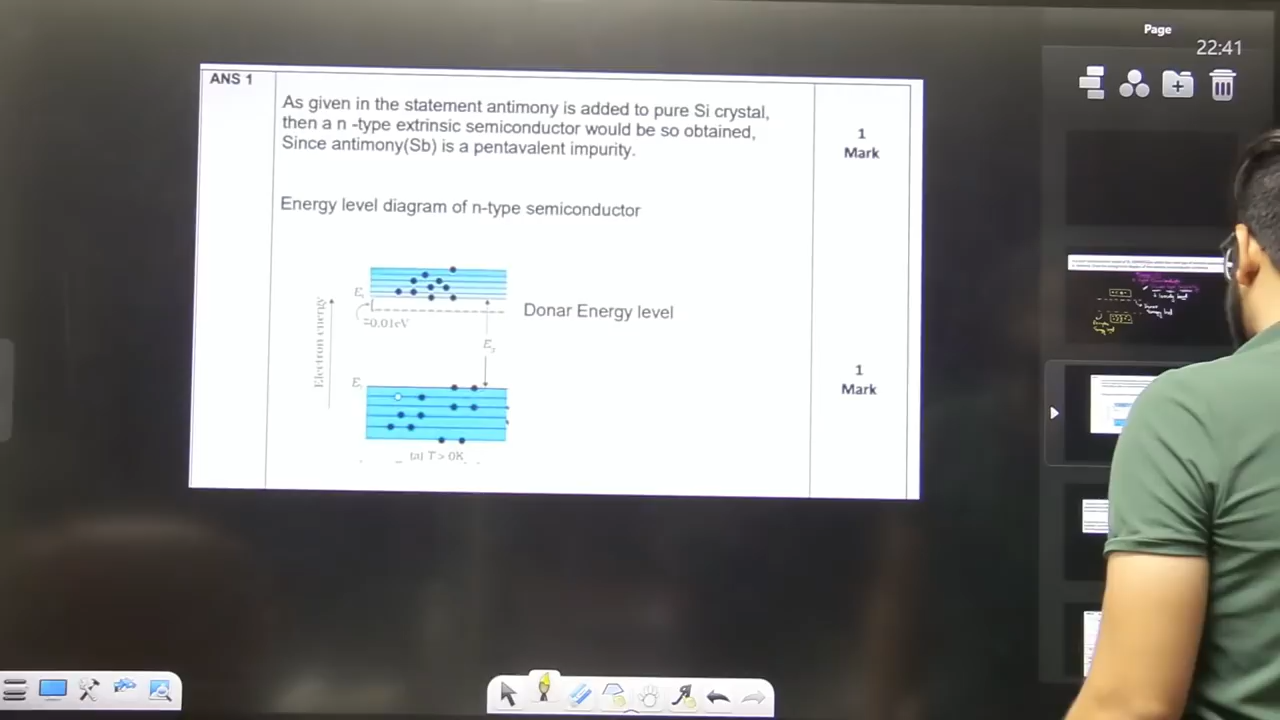 Page
22:41
ANS 1
As given in the statement antimony is added to pure Si crystal,
then a n -type extrinsic semiconductor would be so obtained,
Since antimony(Sb) is a pentavalent impurity.
1
Mark
Energy level diagram of n-type semiconductor
Electron energy
E
=0.01eV
Donar Energy level
Eg
E
1
Mark
(a) T > 0K